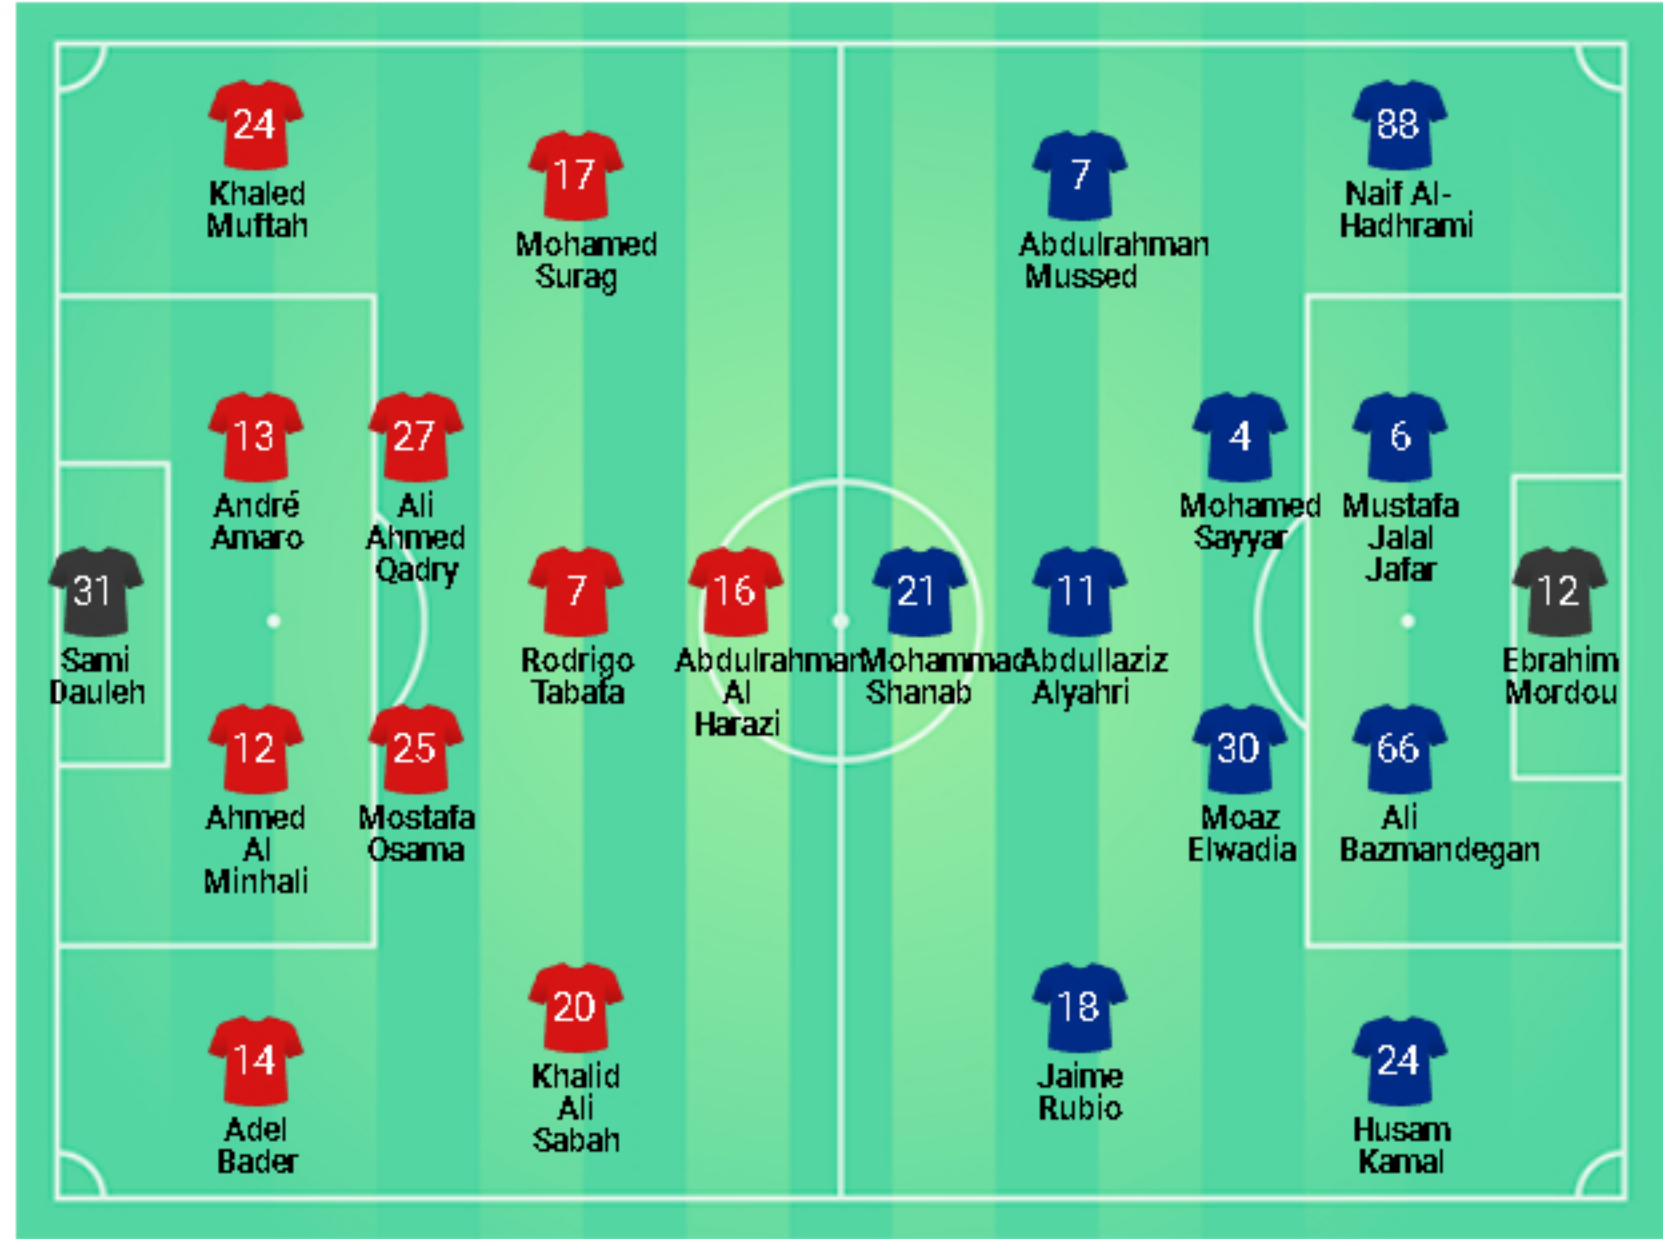 24
Khaled
Muftah
17
Mohamed
Surag
7
Abdulrahman
Mussed
88
Naif Al-
Hadhrami
13
André
Amaro
27
Ali
Ahmed
Qadry
4
Mohamed
Sayyar
6
Mustafa
Jalal
Jafar
31
Sami
Dauleh
7
Rodrigo
Tabata
16
Abdulrahman
Al
Harazi
21
Mohammad
Shanab
11
Abdullaziz
Alyahri
12
Ebrahim
Mordou
12
Ahmed
Al
Minhali
25
Mostafa
Osama
30
Moaz
Elwadia
66
Ali
Bazmandegan
14
Adel
Bader
20
Khalid
Ali
Sabah
18
Jaime
Rubio
24
Husam
Kamal